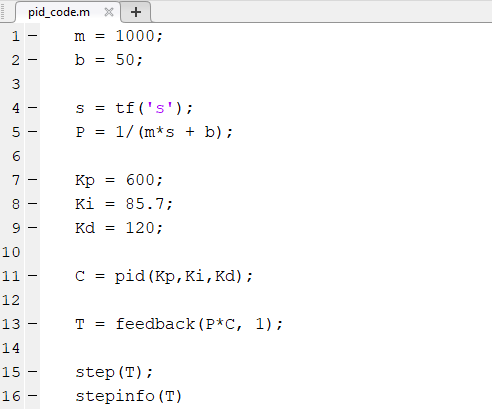 pid_code.m
1 m = 1000;
2 b = 50;
3
4 s = tf('s');
5 P = 1/(m*s + b);
6
7 Kp = 600;
8 Ki = 85.7;
9 Kd = 120;
10
11 C = pid(Kp,Ki,Kd);
12
13 T = feedback(P*C, 1);
14
15 step(T);
16 stepinfo(T)